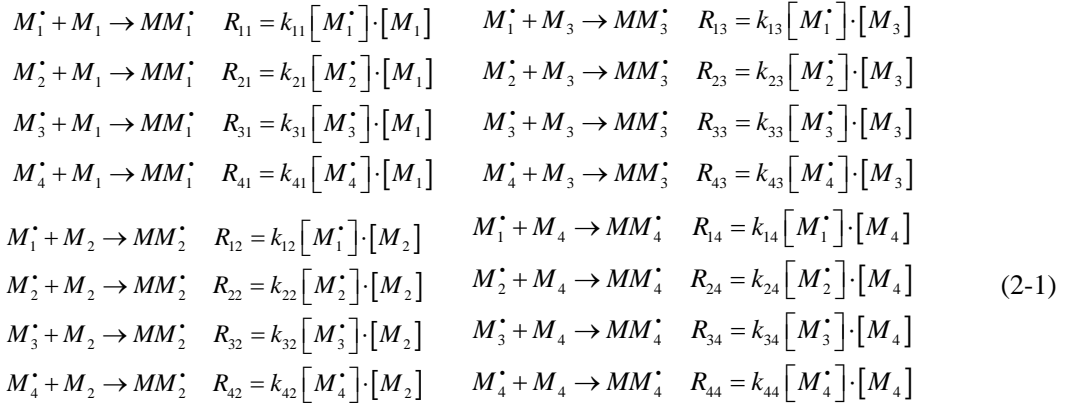 M₁• + M₁ → MM₁• R₁₁ = k₁₁[M₁•]·[M₁] M₁• + M₃ → MM₃• R₁₃ = k₁₃[M₁•]·[M₃]
M₂• + M₁ → MM₁• R₂₁ = k₂₁[M₂•]·[M₁] M₂• + M₃ → MM₃• R₂₃ = k₂₃[M₂•]·[M₃]
M₃• + M₁ → MM₁• R₃₁ = k₃₁[M₃•]·[M₁] M₃• + M₃ → MM₃• R₃₃ = k₃₃[M₃•]·[M₃]
M₄• + M₁ → MM₁• R₄₁ = k₄₁[M₄•]·[M₁] M₄• + M₃ → MM₃• R₄₃ = k₄₃[M₄•]·[M₃]
M₁• + M₂ → MM₂• R₁₂ = k₁₂[M₁•]·[M₂] M₁• + M₄ → MM₄• R₁₄ = k₁₄[M₁•]·[M₄]
M₂• + M₂ → MM₂• R₂₂ = k₂₂[M₂•]·[M₂] M₂• + M₄ → MM₄• R₂₄ = k₂₄[M₂•]·[M₄] (2-1)
M₃• + M₂ → MM₂• R₃₂ = k₃₂[M₃•]·[M₂] M₃• + M₄ → MM₄• R₃₄ = k₃₄[M₃•]·[M₄]
M₄• + M₂ → MM₂• R₄₂ = k₄₂[M₄•]·[M₂] M₄• + M₄ → MM₄• R₄₄ = k₄₄[M₄•]·[M₄]